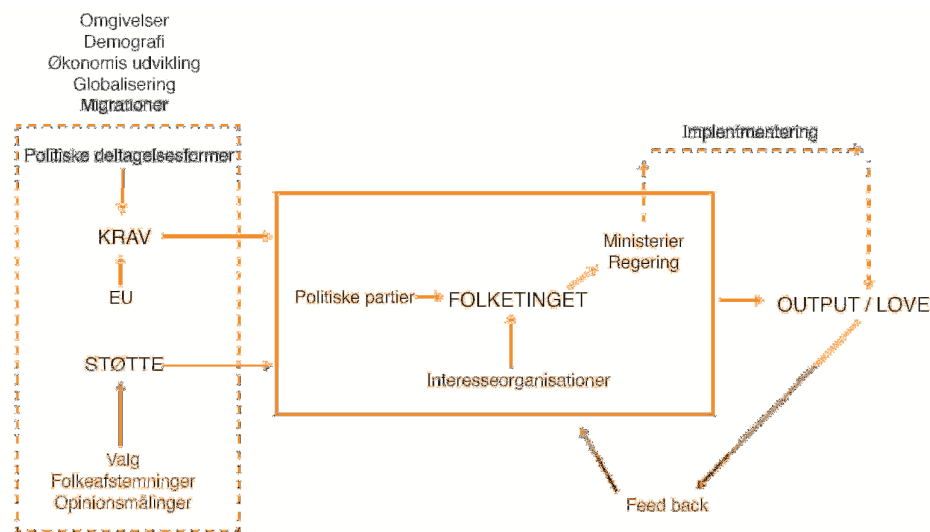 Omgivelser
Demografi
Økonomis udvikling
Globalisering
Migrationer
Politiske deltagelsesformer
KRAV
EU
STØTTE
Valg
Folkeafstemninger
Opinionsmålinger
Politiske partier
FOLKETINGET
Interesseorganisationer
Ministerier
Regering
Implentmentering
OUTPUT / LOVE
Feed back